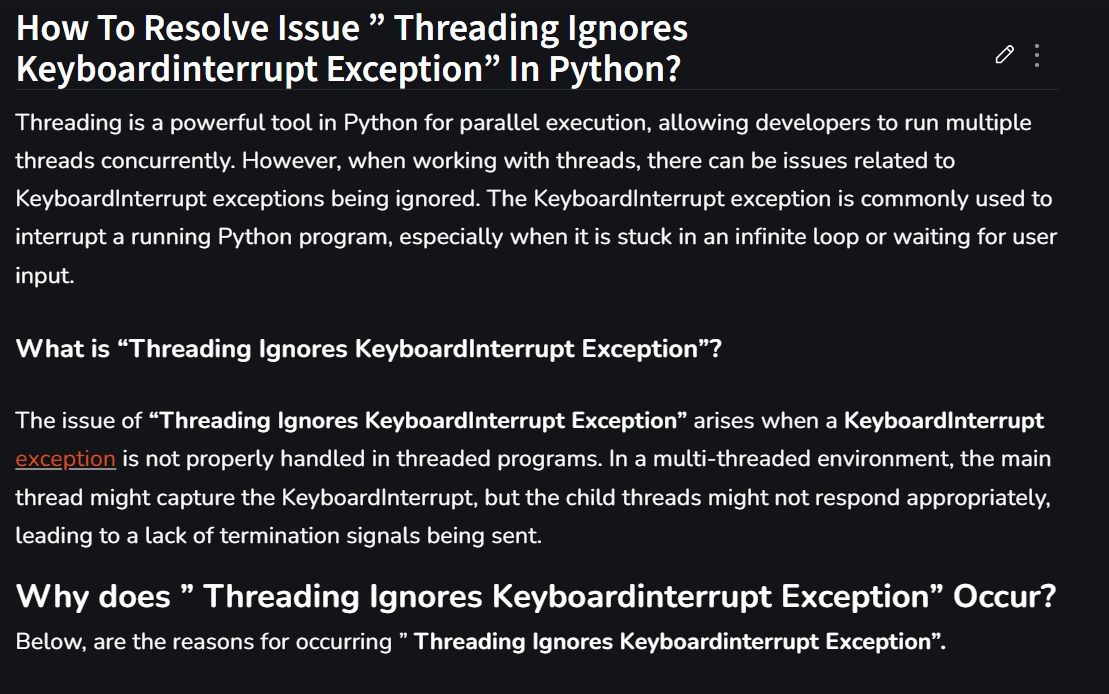 How To Resolve Issue ” Threading Ignores
Keyboardinterrupt Exception” In Python?
Threading is a powerful tool in Python for parallel execution, allowing developers to run multiple
threads concurrently. However, when working with threads, there can be issues related to
KeyboardInterrupt exceptions being ignored. The KeyboardInterrupt exception is commonly used to
interrupt a running Python program, especially when it is stuck in an infinite loop or waiting for user
input.
What is “Threading Ignores KeyboardInterrupt Exception”?
The issue of “Threading Ignores KeyboardInterrupt Exception” arises when a KeyboardInterrupt
exception is not properly handled in threaded programs. In a multi-threaded environment, the main
thread might capture the KeyboardInterrupt, but the child threads might not respond appropriately,
leading to a lack of termination signals being sent.
Why does ” Threading Ignores Keyboardinterrupt Exception” Occur?
Below, are the reasons for occurring ” Threading Ignores Keyboardinterrupt Exception”.